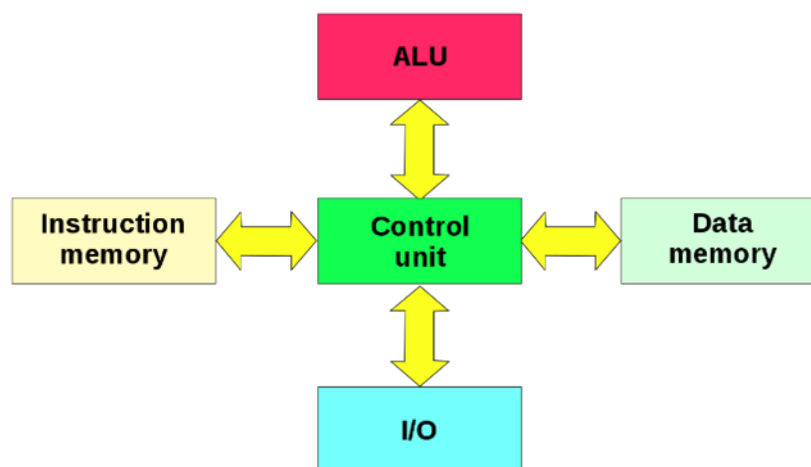 ALU
Instruction
memory
Control
unit
Data
memory
I/O